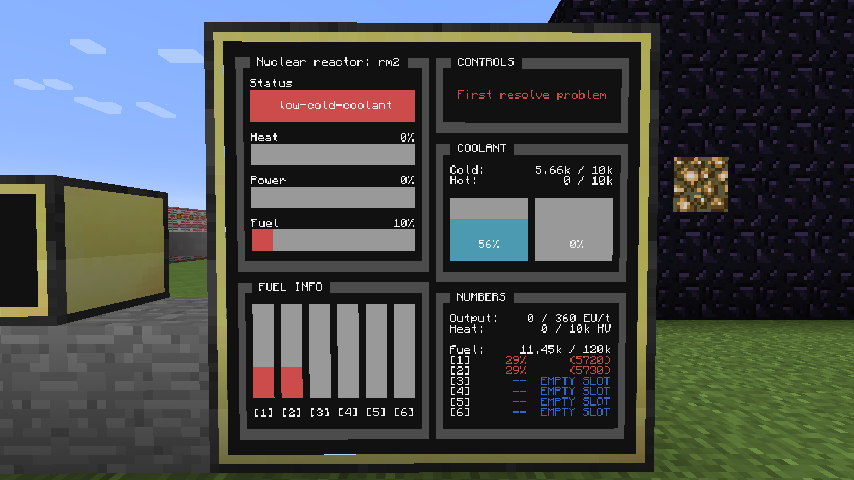 Nuclear reactor: rm2
Status
low-cold-coolant
Heat 0%
Power 0%
Fuel 10%
FUEL INFO
[1] [2] [3] [4] [5] [6]
CONTROLS
First resolve problem
COOLANT
Cold: 5.66k / 10k
Hot: 0 / 10k
56% 0%
NUMBERS
Output: 0 / 360 EU/t
Heat: 0 / 10k HV
Fuel: 11.45k / 120k
[1] 29% (5720)
[2] 29% (5730)
[3] -- EMPTY SLOT
[4] -- EMPTY SLOT
[5] -- EMPTY SLOT
[6] -- EMPTY SLOT